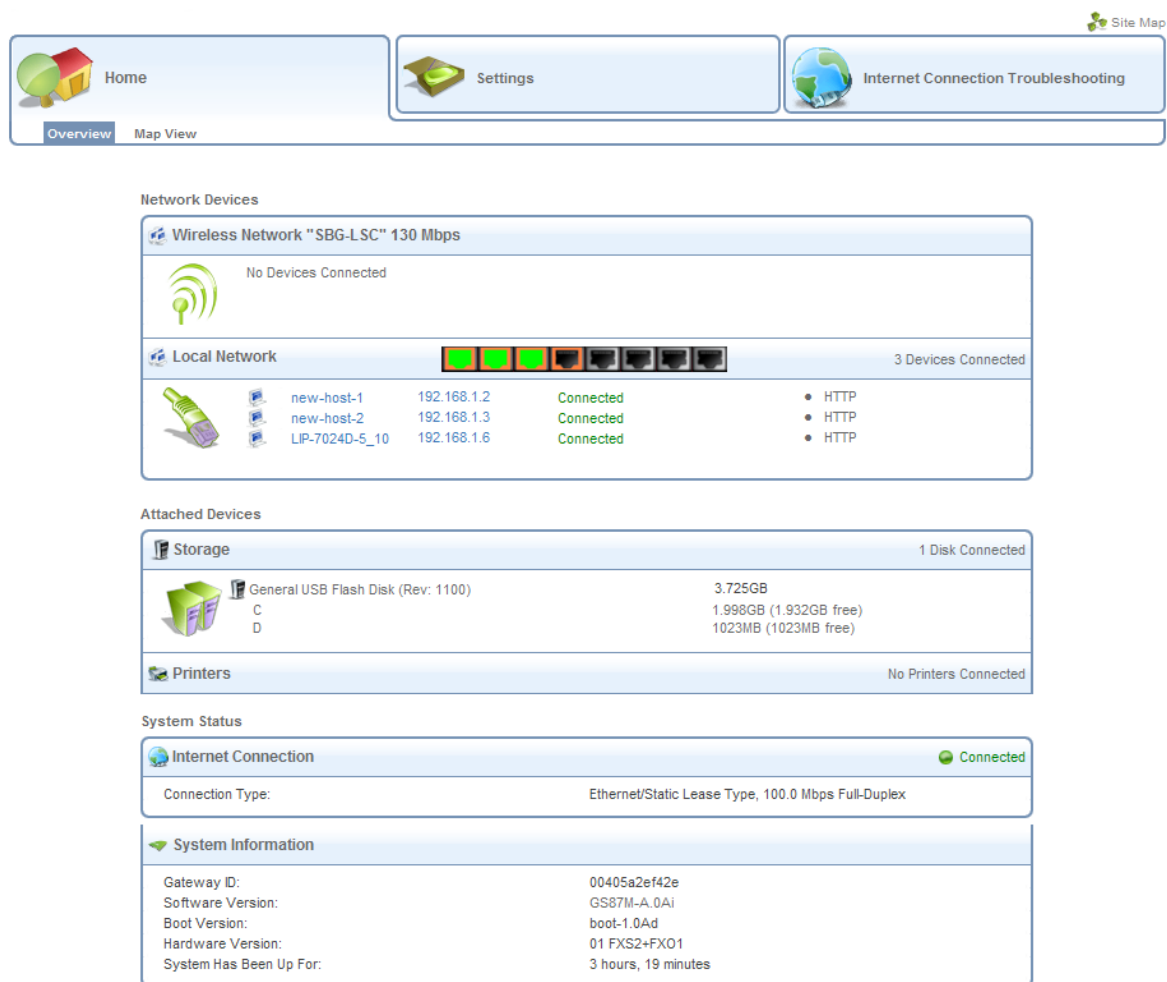 Site Map
Home Settings Internet Connection Troubleshooting
Overview Map View
Network Devices
Wireless Network "SBG-LSC" 130 Mbps
No Devices Connected
Local Network 3 Devices Connected
new-host-1 192.168.1.2 Connected ● HTTP
new-host-2 192.168.1.3 Connected ● HTTP
LIP-7024D-5_10 192.168.1.6 Connected ● HTTP
Attached Devices
Storage 1 Disk Connected
General USB Flash Disk (Rev: 1100) 3.725GB
C 1.998GB (1.932GB free)
D 1023MB (1023MB free)
Printers No Printers Connected
System Status
Internet Connection Connected
Connection Type: Ethernet/Static Lease Type, 100.0 Mbps Full-Duplex
System Information
Gateway ID: 00405a2ef42e
Software Version: GS87M-A.0Ai
Boot Version: boot-1.0Ad
Hardware Version: 01 FXS2+FXO1
System Has Been Up For: 3 hours, 19 minutes